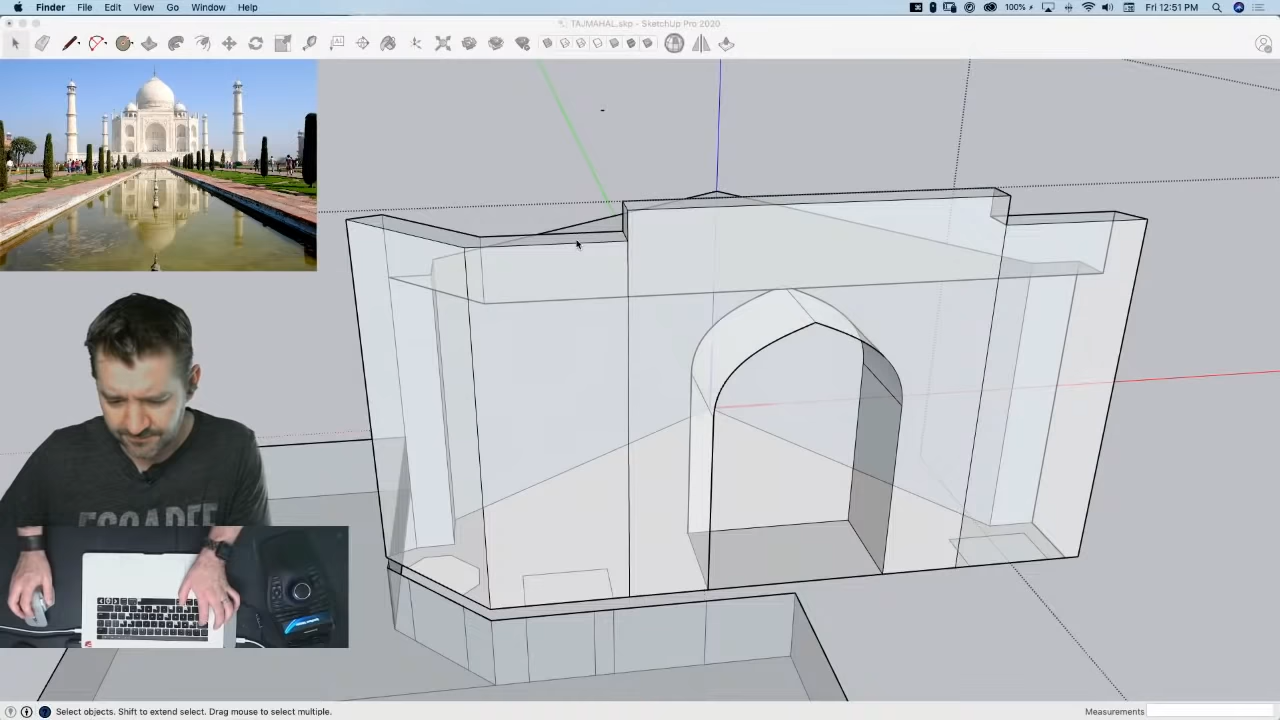 Finder File Edit View Go Window Help
100% Fri 12:51 PM
TAJMAHAL.skp - SketchUp Pro 2020
ESCAPEE
Select objects. Shift to extend select. Drag mouse to select multiple.
Measurements